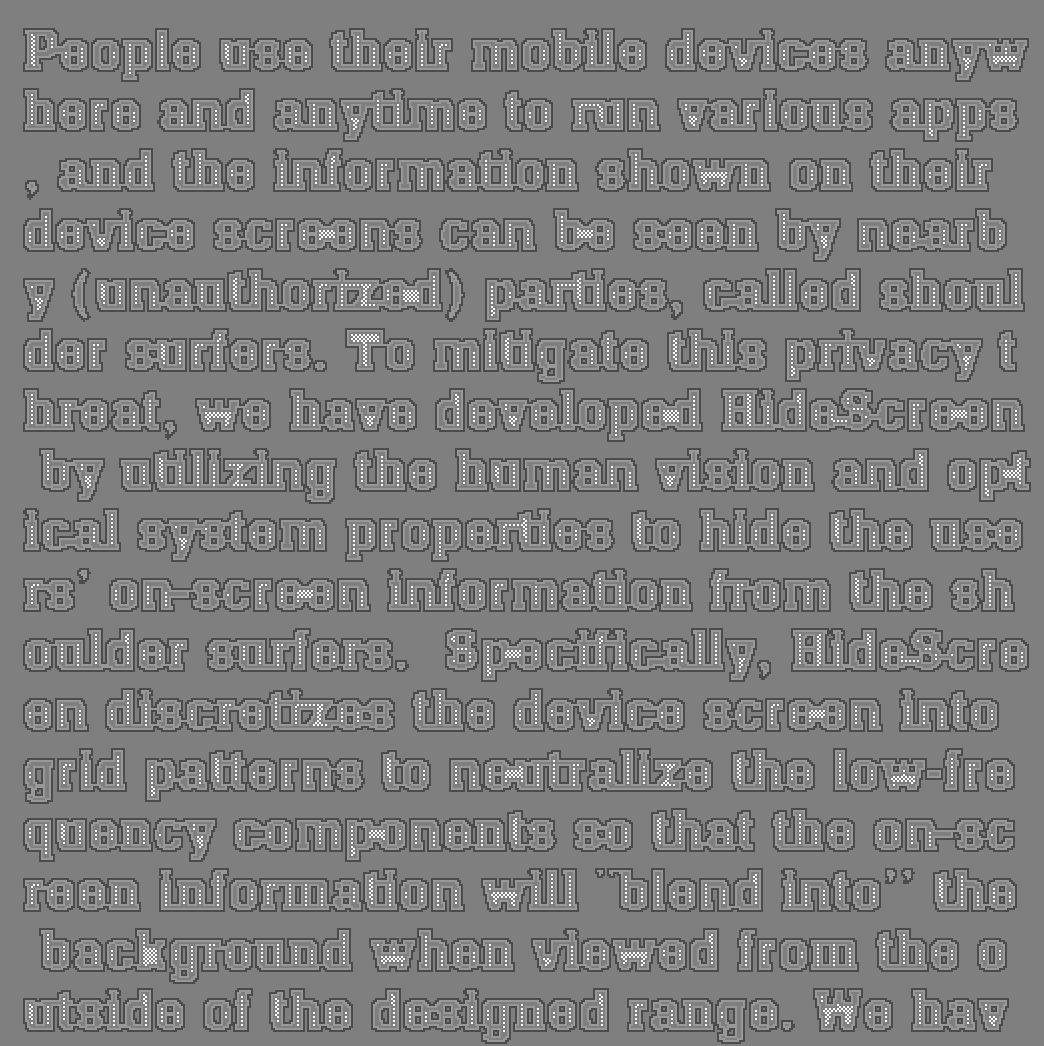 People use their mobile devices anyw
here and anytime to run various apps
, and the information shown on their
device screens can be seen by nearb
y (unauthorized) parties, called shoul
der surfers. To mitigate this privacy t
hreat, we have developed HideScreen
by utilizing the human vision and opt
ical system properties to hide the use
rs’ on-screen information from the sh
oulder surfers.  Specifically, HideScre
en discretizes the device screen into
grid patterns to neutralize the low-fre
quency components so that the on-sc
reen information will ``blend into’’ the
background when viewed from the o
utside of the designed range. We hav